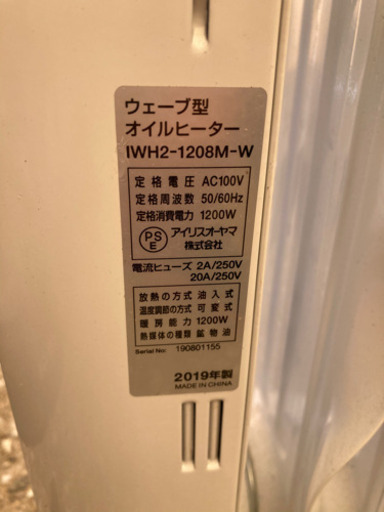 ウェーブ型
オイルヒーター
IWH2-1208M-W
定格電圧 AC100V
定格周波数 50/60Hz
定格消費電力 1200W
PS
E
アイリスオーヤマ
株式会社
電流ヒューズ 2A/250V
20A/250V
放熱の方式 油入式
温度調節の方式 可変式
暖房能力 1200W
熱媒体の種類 鉱物油
Serial No: 190801155
2019年製
MADE IN CHINA